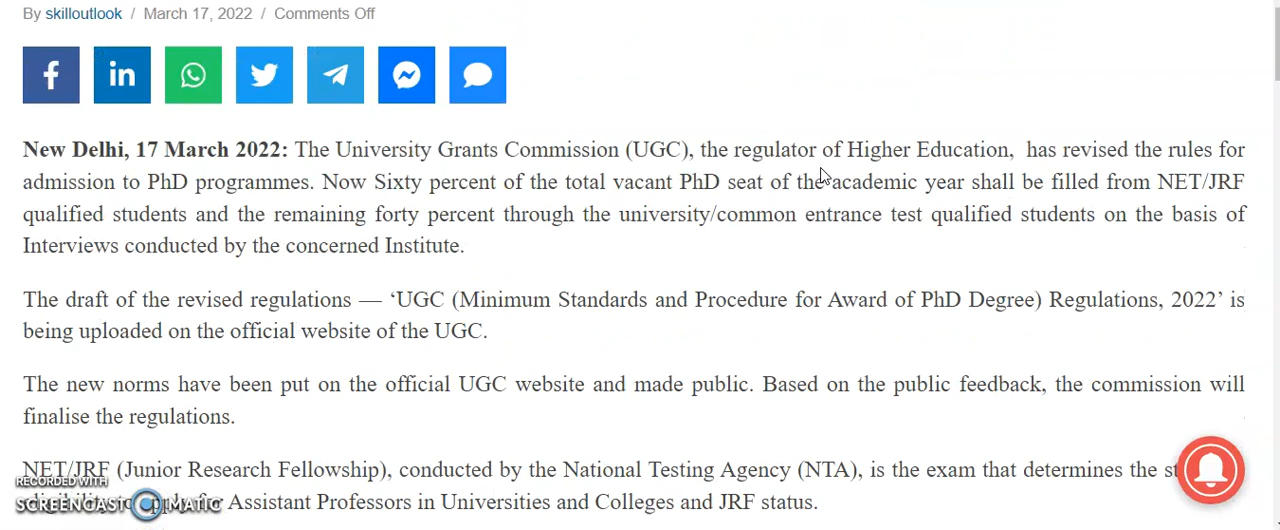 By skilloutlook / March 17, 2022 / Comments Off
New Delhi, 17 March 2022: The University Grants Commission (UGC), the regulator of Higher Education, has revised the rules for
admission to PhD programmes. Now Sixty percent of the total vacant PhD seat of the academic year shall be filled from NET/JRF
qualified students and the remaining forty percent through the university/common entrance test qualified students on the basis of
Interviews conducted by the concerned Institute.
The draft of the revised regulations — ‘UGC (Minimum Standards and Procedure for Award of PhD Degree) Regulations, 2022’ is
being uploaded on the official website of the UGC.
The new norms have been put on the official UGC website and made public. Based on the public feedback, the commission will
finalise the regulations.
NET/JRF (Junior Research Fellowship), conducted by the National Testing Agency (NTA), is the exam that determines the
for Assistant Professors in Universities and Colleges and JRF status.
RECORDED WITH
SCREENCAST-O-MATIC